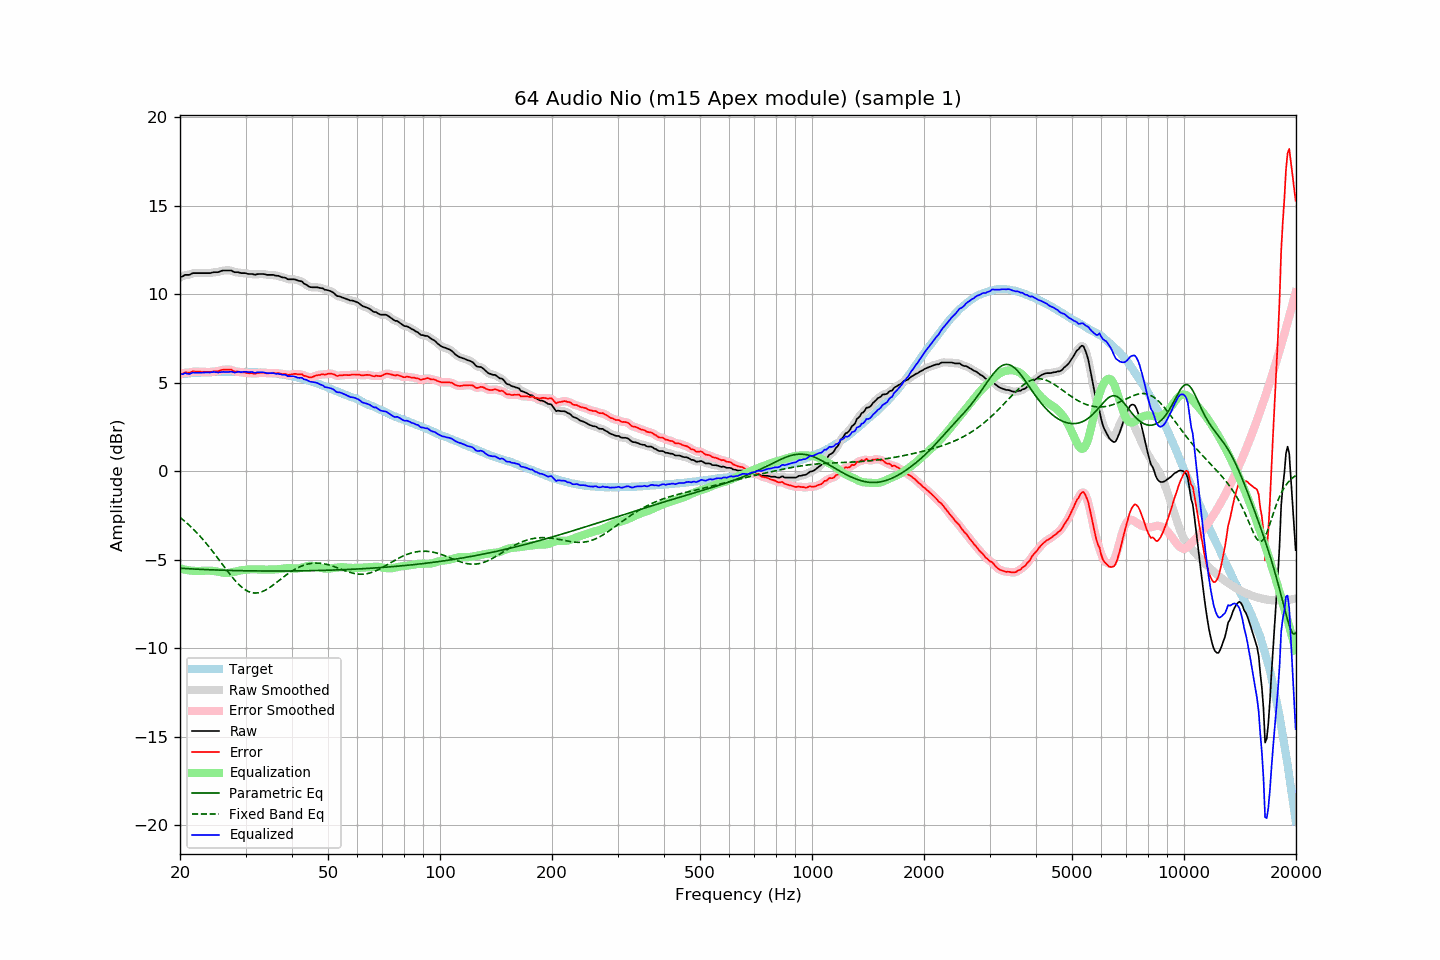 64 Audio Nio (m15 Apex module) (sample 1)
20
15
10
5
0
−5
−10
−15
−20
Amplitude (dBr)
Target
Raw Smoothed
Error Smoothed
Raw
Error
Equalization
Parametric Eq
Fixed Band Eq
Equalized
20 50 100 200 500 1000 2000 5000 10000 20000
Frequency (Hz)